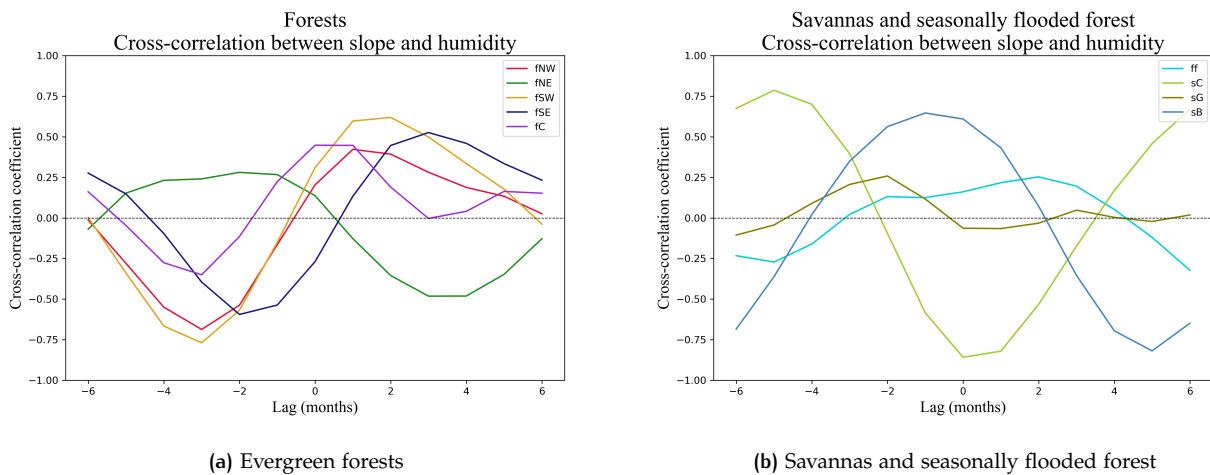 Forests
Cross-correlation between slope and humidity
1.00
0.75
0.50
0.25
0.00
−0.25
−0.50
−0.75
−1.00
Cross-correlation coefficient
fNW
fNE
fSW
fSE
fC
−6
−4
−2
0
2
4
6
Lag (months)
(a) Evergreen forests
Savannas and seasonally flooded forest
Cross-correlation between slope and humidity
1.00
0.75
0.50
0.25
0.00
−0.25
−0.50
−0.75
−1.00
Cross-correlation coefficient
ff
sC
sG
sB
−6
−4
−2
0
2
4
6
Lag (months)
(b) Savannas and seasonally flooded forest